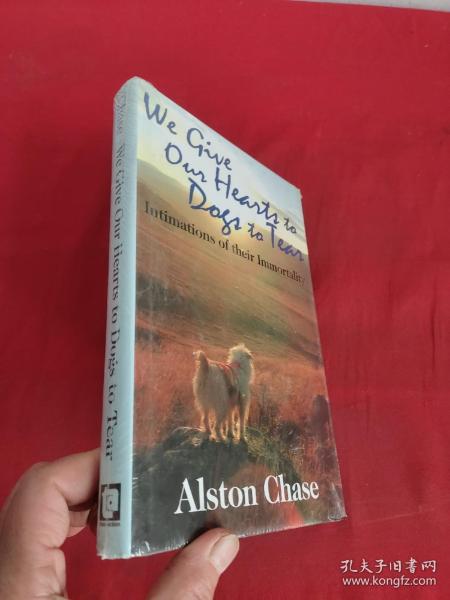 We Give
Our Hearts to
Dogs to Tear
Intimations of their Immortality
Alston Chase
Chase We Give Our Hearts to Dogs to Tear
孔夫子旧书网
www.kongfz.com